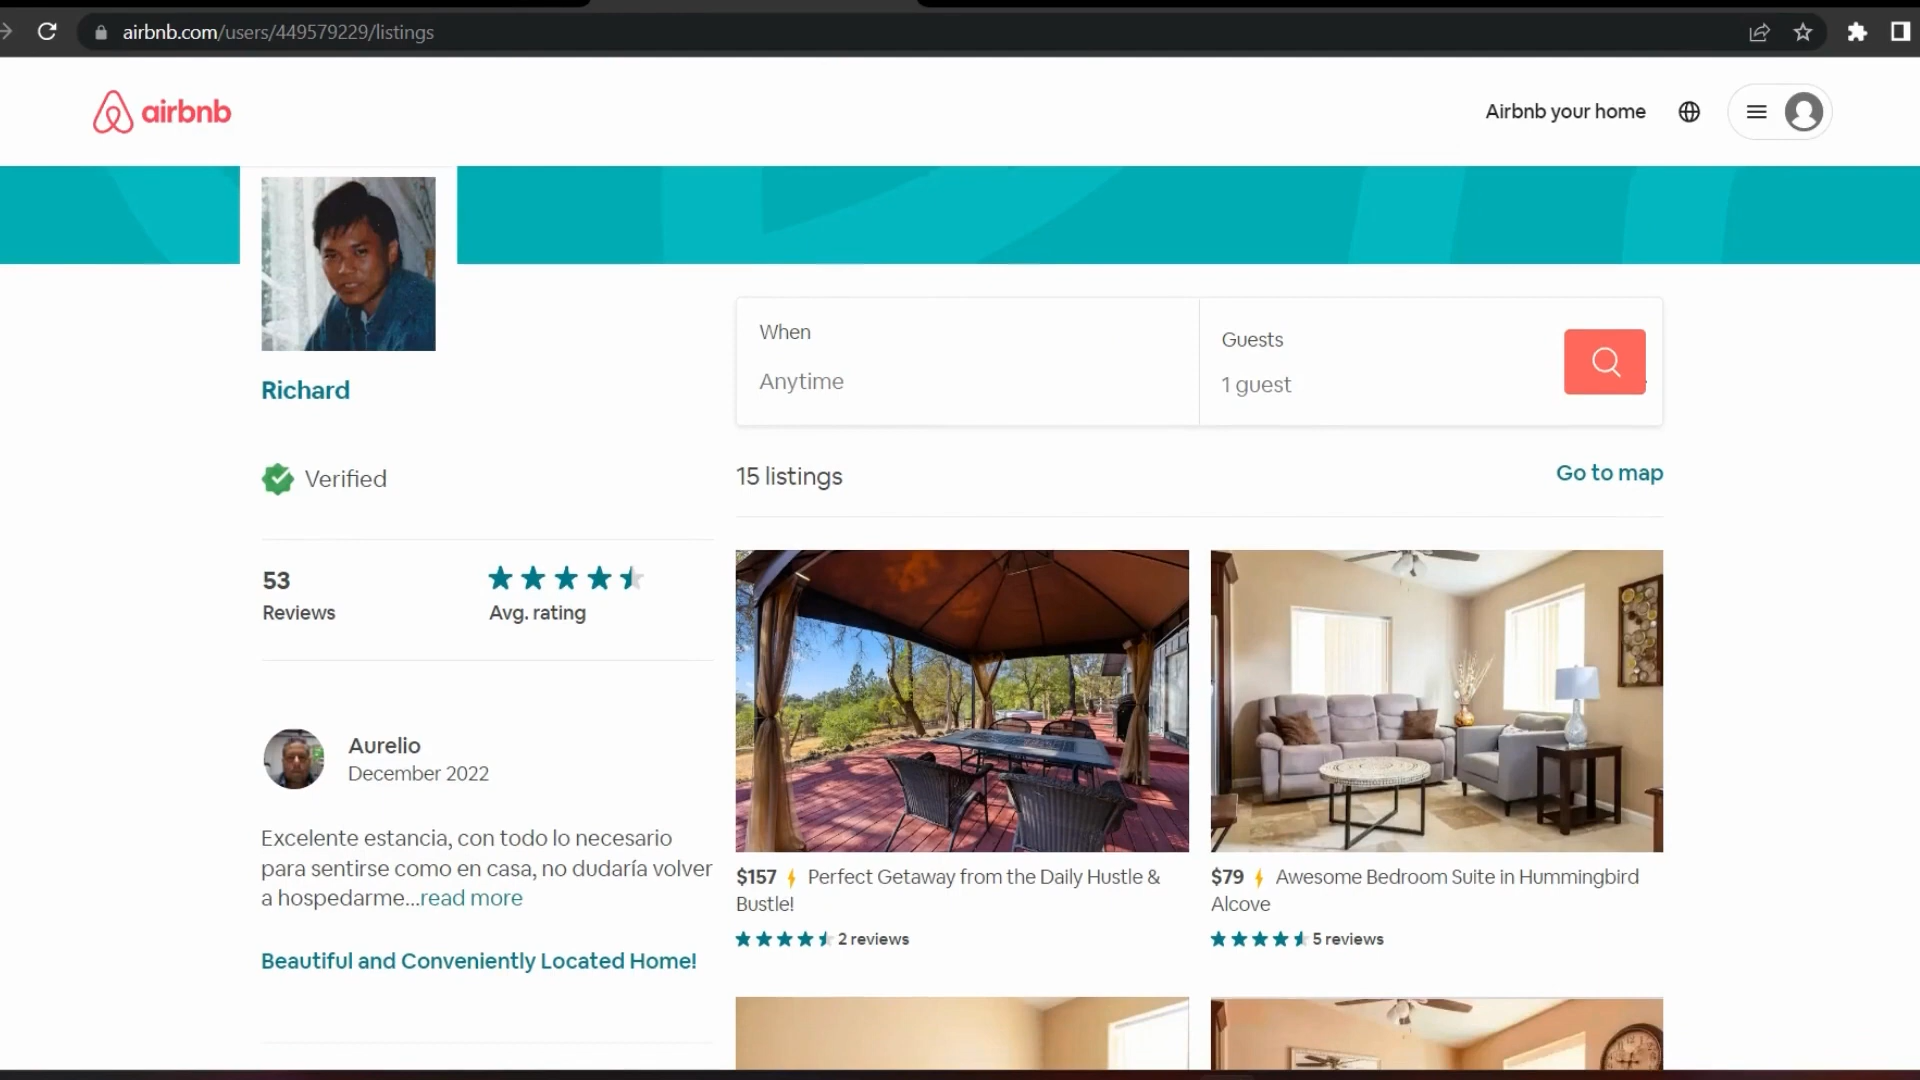 airbnb.com/users/449579229/listings
airbnb
Airbnb your home
Richard
Verified
53
Reviews
Avg. rating
Aurelio
December 2022
Excelente estancia, con todo lo necesario
para sentirse como en casa, no dudaría volver
a hospedarme...read more
Beautiful and Conveniently Located Home!
When
Anytime
Guests
1 guest
15 listings
Go to map
$157 Perfect Getaway from the Daily Hustle &
Bustle!
2 reviews
$79 Awesome Bedroom Suite in Hummingbird
Alcove
5 reviews